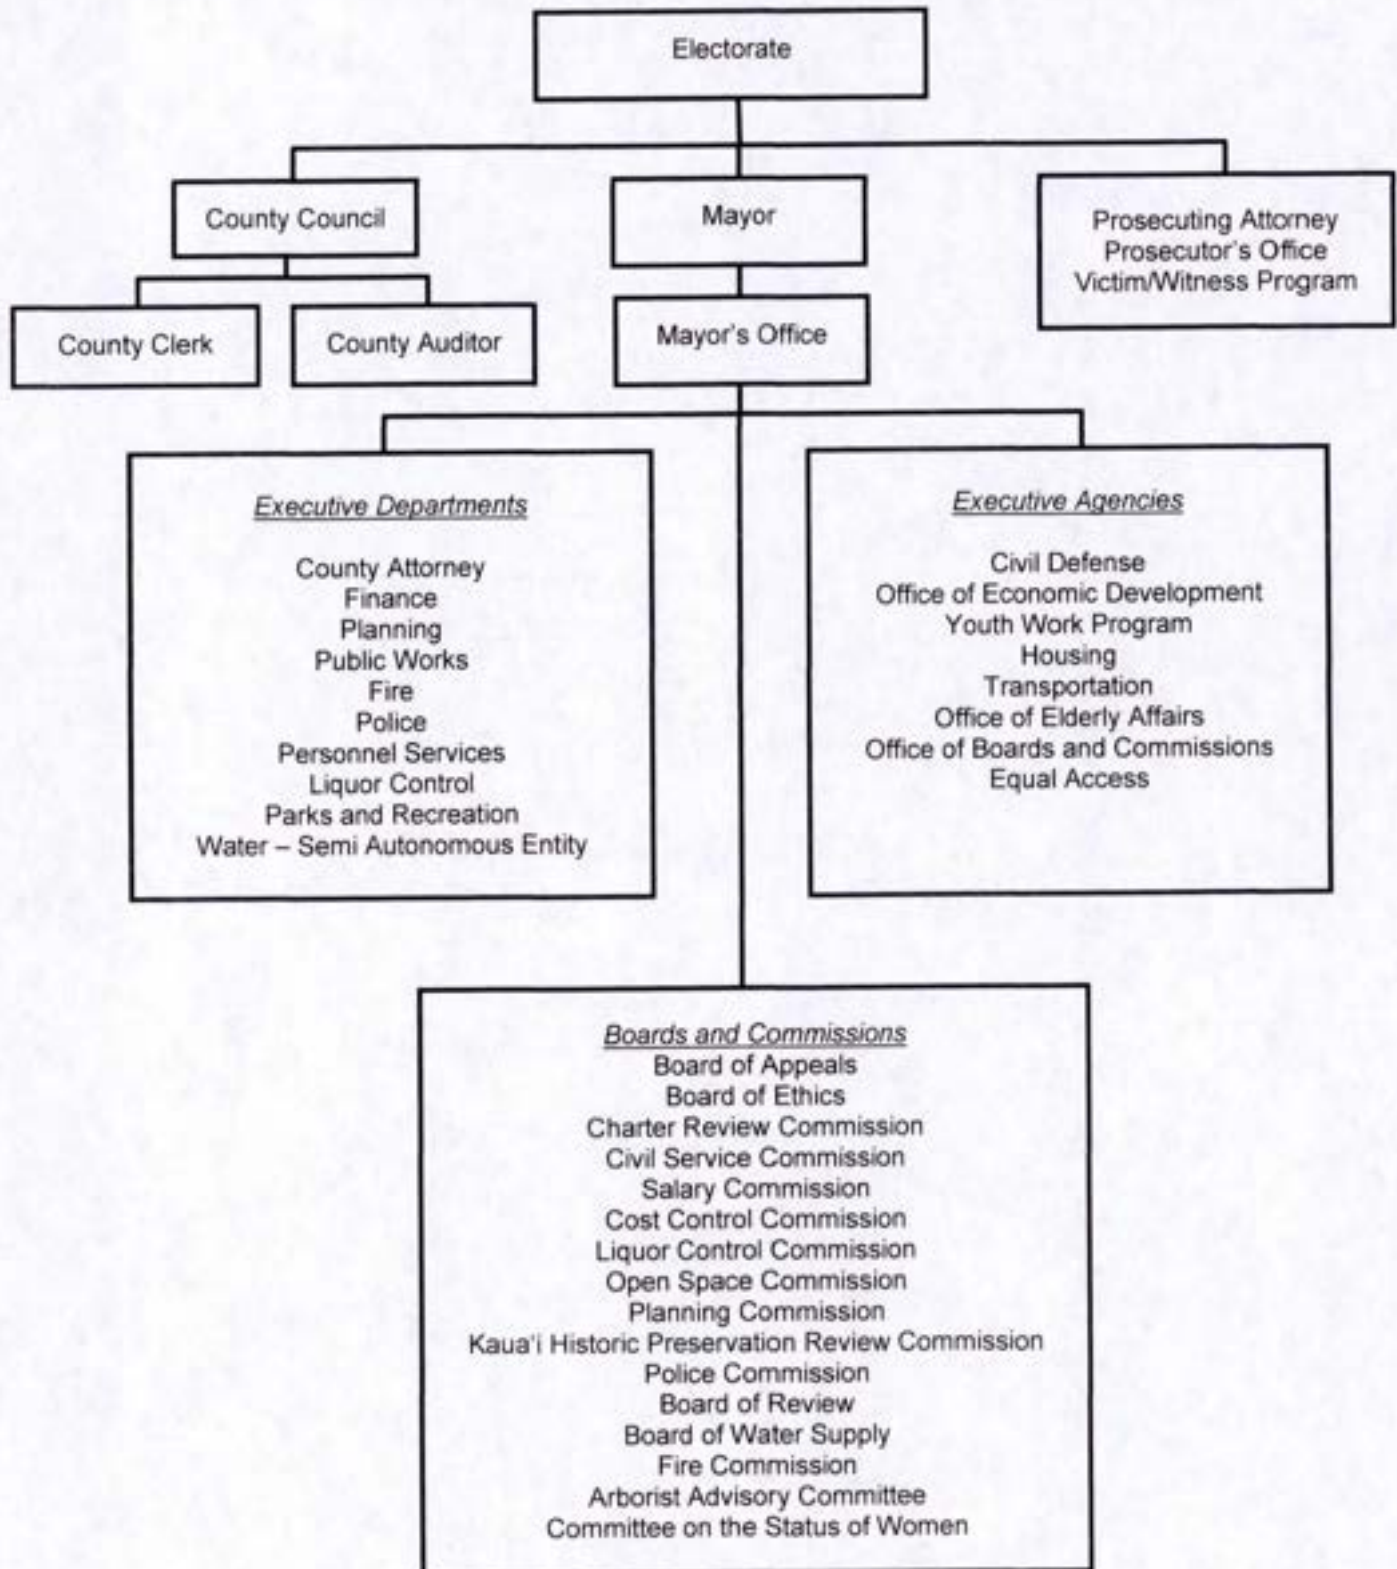 Electorate
County Council
Mayor
Prosecuting Attorney
Prosecutor's Office
Victim/Witness Program
County Clerk
County Auditor
Mayor's Office
Executive Departments
County Attorney
Finance
Planning
Public Works
Fire
Police
Personnel Services
Liquor Control
Parks and Recreation
Water – Semi Autonomous Entity
Executive Agencies
Civil Defense
Office of Economic Development
Youth Work Program
Housing
Transportation
Office of Elderly Affairs
Office of Boards and Commissions
Equal Access
Boards and Commissions
Board of Appeals
Board of Ethics
Charter Review Commission
Civil Service Commission
Salary Commission
Cost Control Commission
Liquor Control Commission
Open Space Commission
Planning Commission
Kaua'i Historic Preservation Review Commission
Police Commission
Board of Review
Board of Water Supply
Fire Commission
Arborist Advisory Committee
Committee on the Status of Women